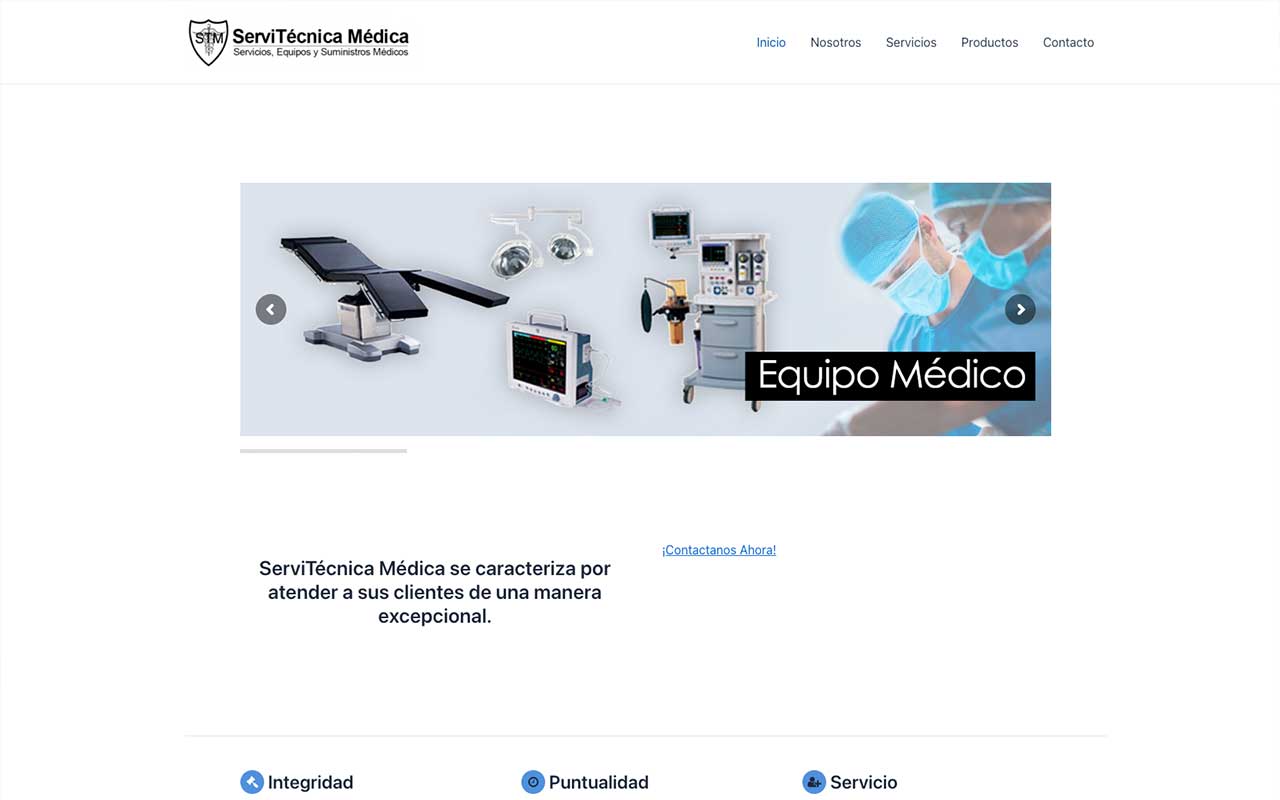 STM
ServiTécnica Médica
Servicios, Equipos y Suministros Médicos
Inicio
Nosotros
Servicios
Productos
Contacto
Equipo Médico
ServiTécnica Médica se caracteriza por
atender a sus clientes de una manera
excepcional.
¡Contactanos Ahora!
Integridad
Puntualidad
Servicio